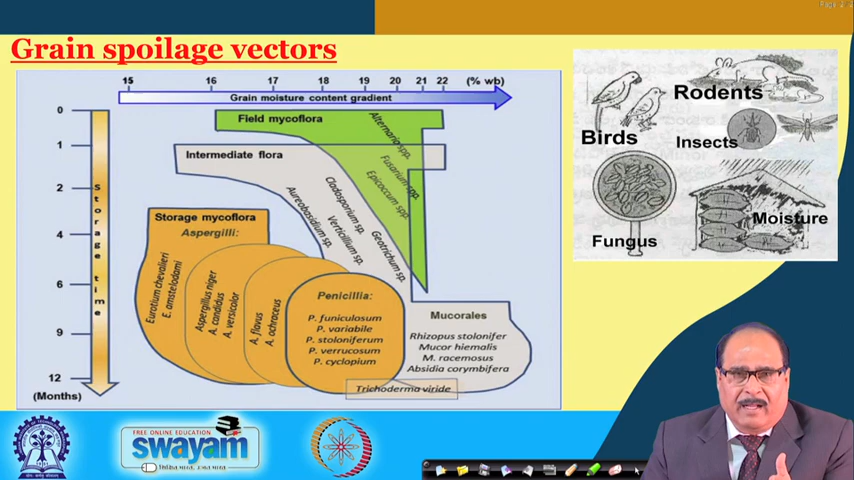 Grain spoilage vectors
15 16 17 18 19 20 21 22 (% wb)
Grain moisture content gradient
0
1
2
4
6
9
12
(Months)
Storage time
Field mycoflora
Alternaria spp.
Fusarium spp.
Epicoccum spp.
Intermediate flora
Cladosporium sp.
Verticillium sp.
Aureobasidium sp.
Geotrichum sp.
Storage mycoflora
Aspergilli:
Eurotium chevalieri
E. amstelodami
Aspergillus niger
A. candidus
A. versicolor
A. flavus
A. ochraceus
Penicillia:
P. funiculosum
P. variabile
P. stoloniferum
P. verrucosum
P. cyclopium
Mucorales
Rhizopus stolonifer
Mucor hiemalis
M. racemosus
Absidia corymbifera
Trichoderma viride
Birds
Rodents
Insects
Fungus
Moisture
FREE ONLINE EDUCATION
swayam